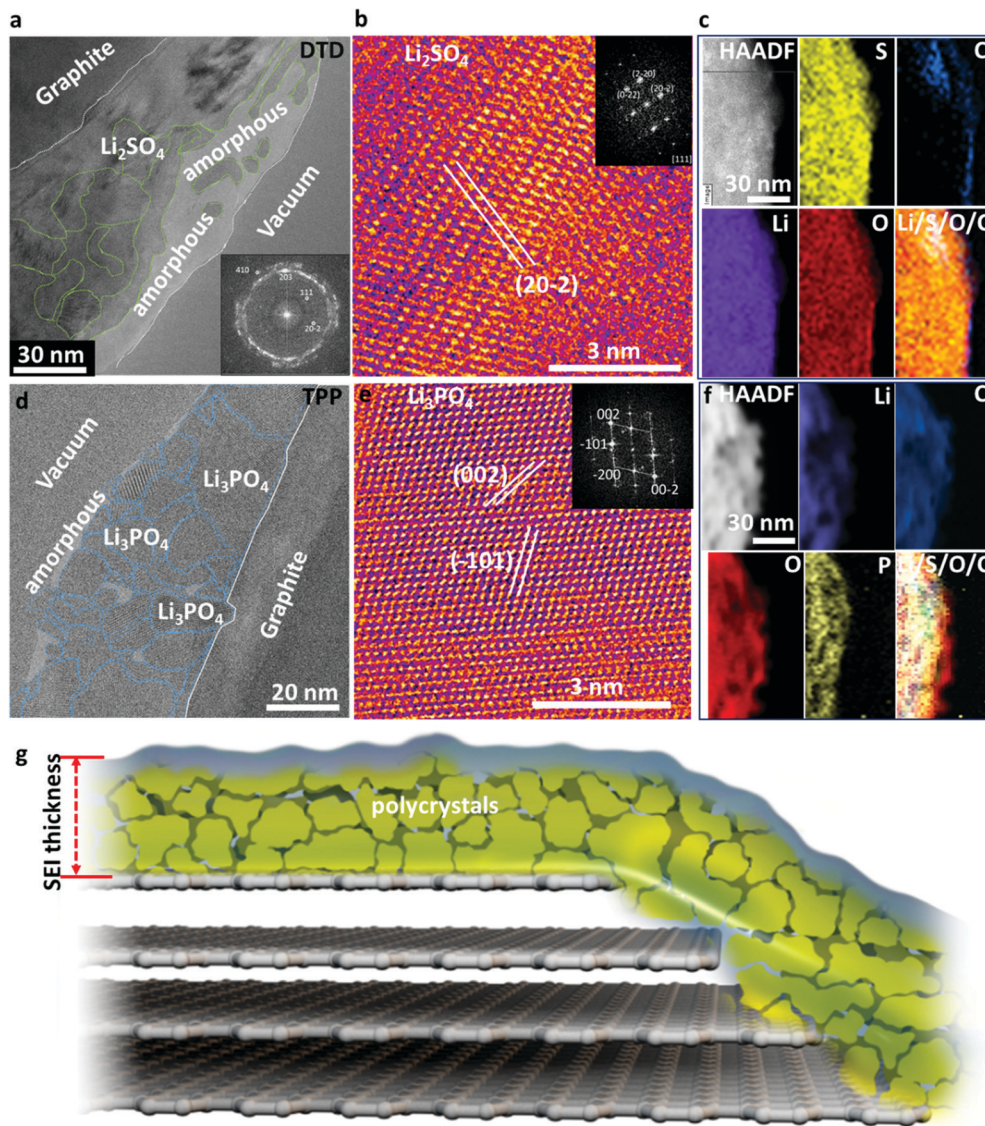 a
DTD
Graphite
Li₂SO₄
amorphous
amorphous
Vacuum
410
203
111
20-2
30 nm
b
Li₂SO₄
(2-20)
(0-22)
(20-2)
[111]
(20-2)
3 nm
c
HAADF
S
30 nm
Image
Li
O
Li/S/O/C
d
TPP
Vacuum
amorphous
Li₃PO₄
Li₃PO₄
Li₃PO₄
Graphite
20 nm
e
Li₃PO₄
002
-101
-200
00-2
(002)
(-101)
3 nm
f
HAADF
Li
30 nm
O
P
/S/O/C
g
SEI thickness
polycrystals